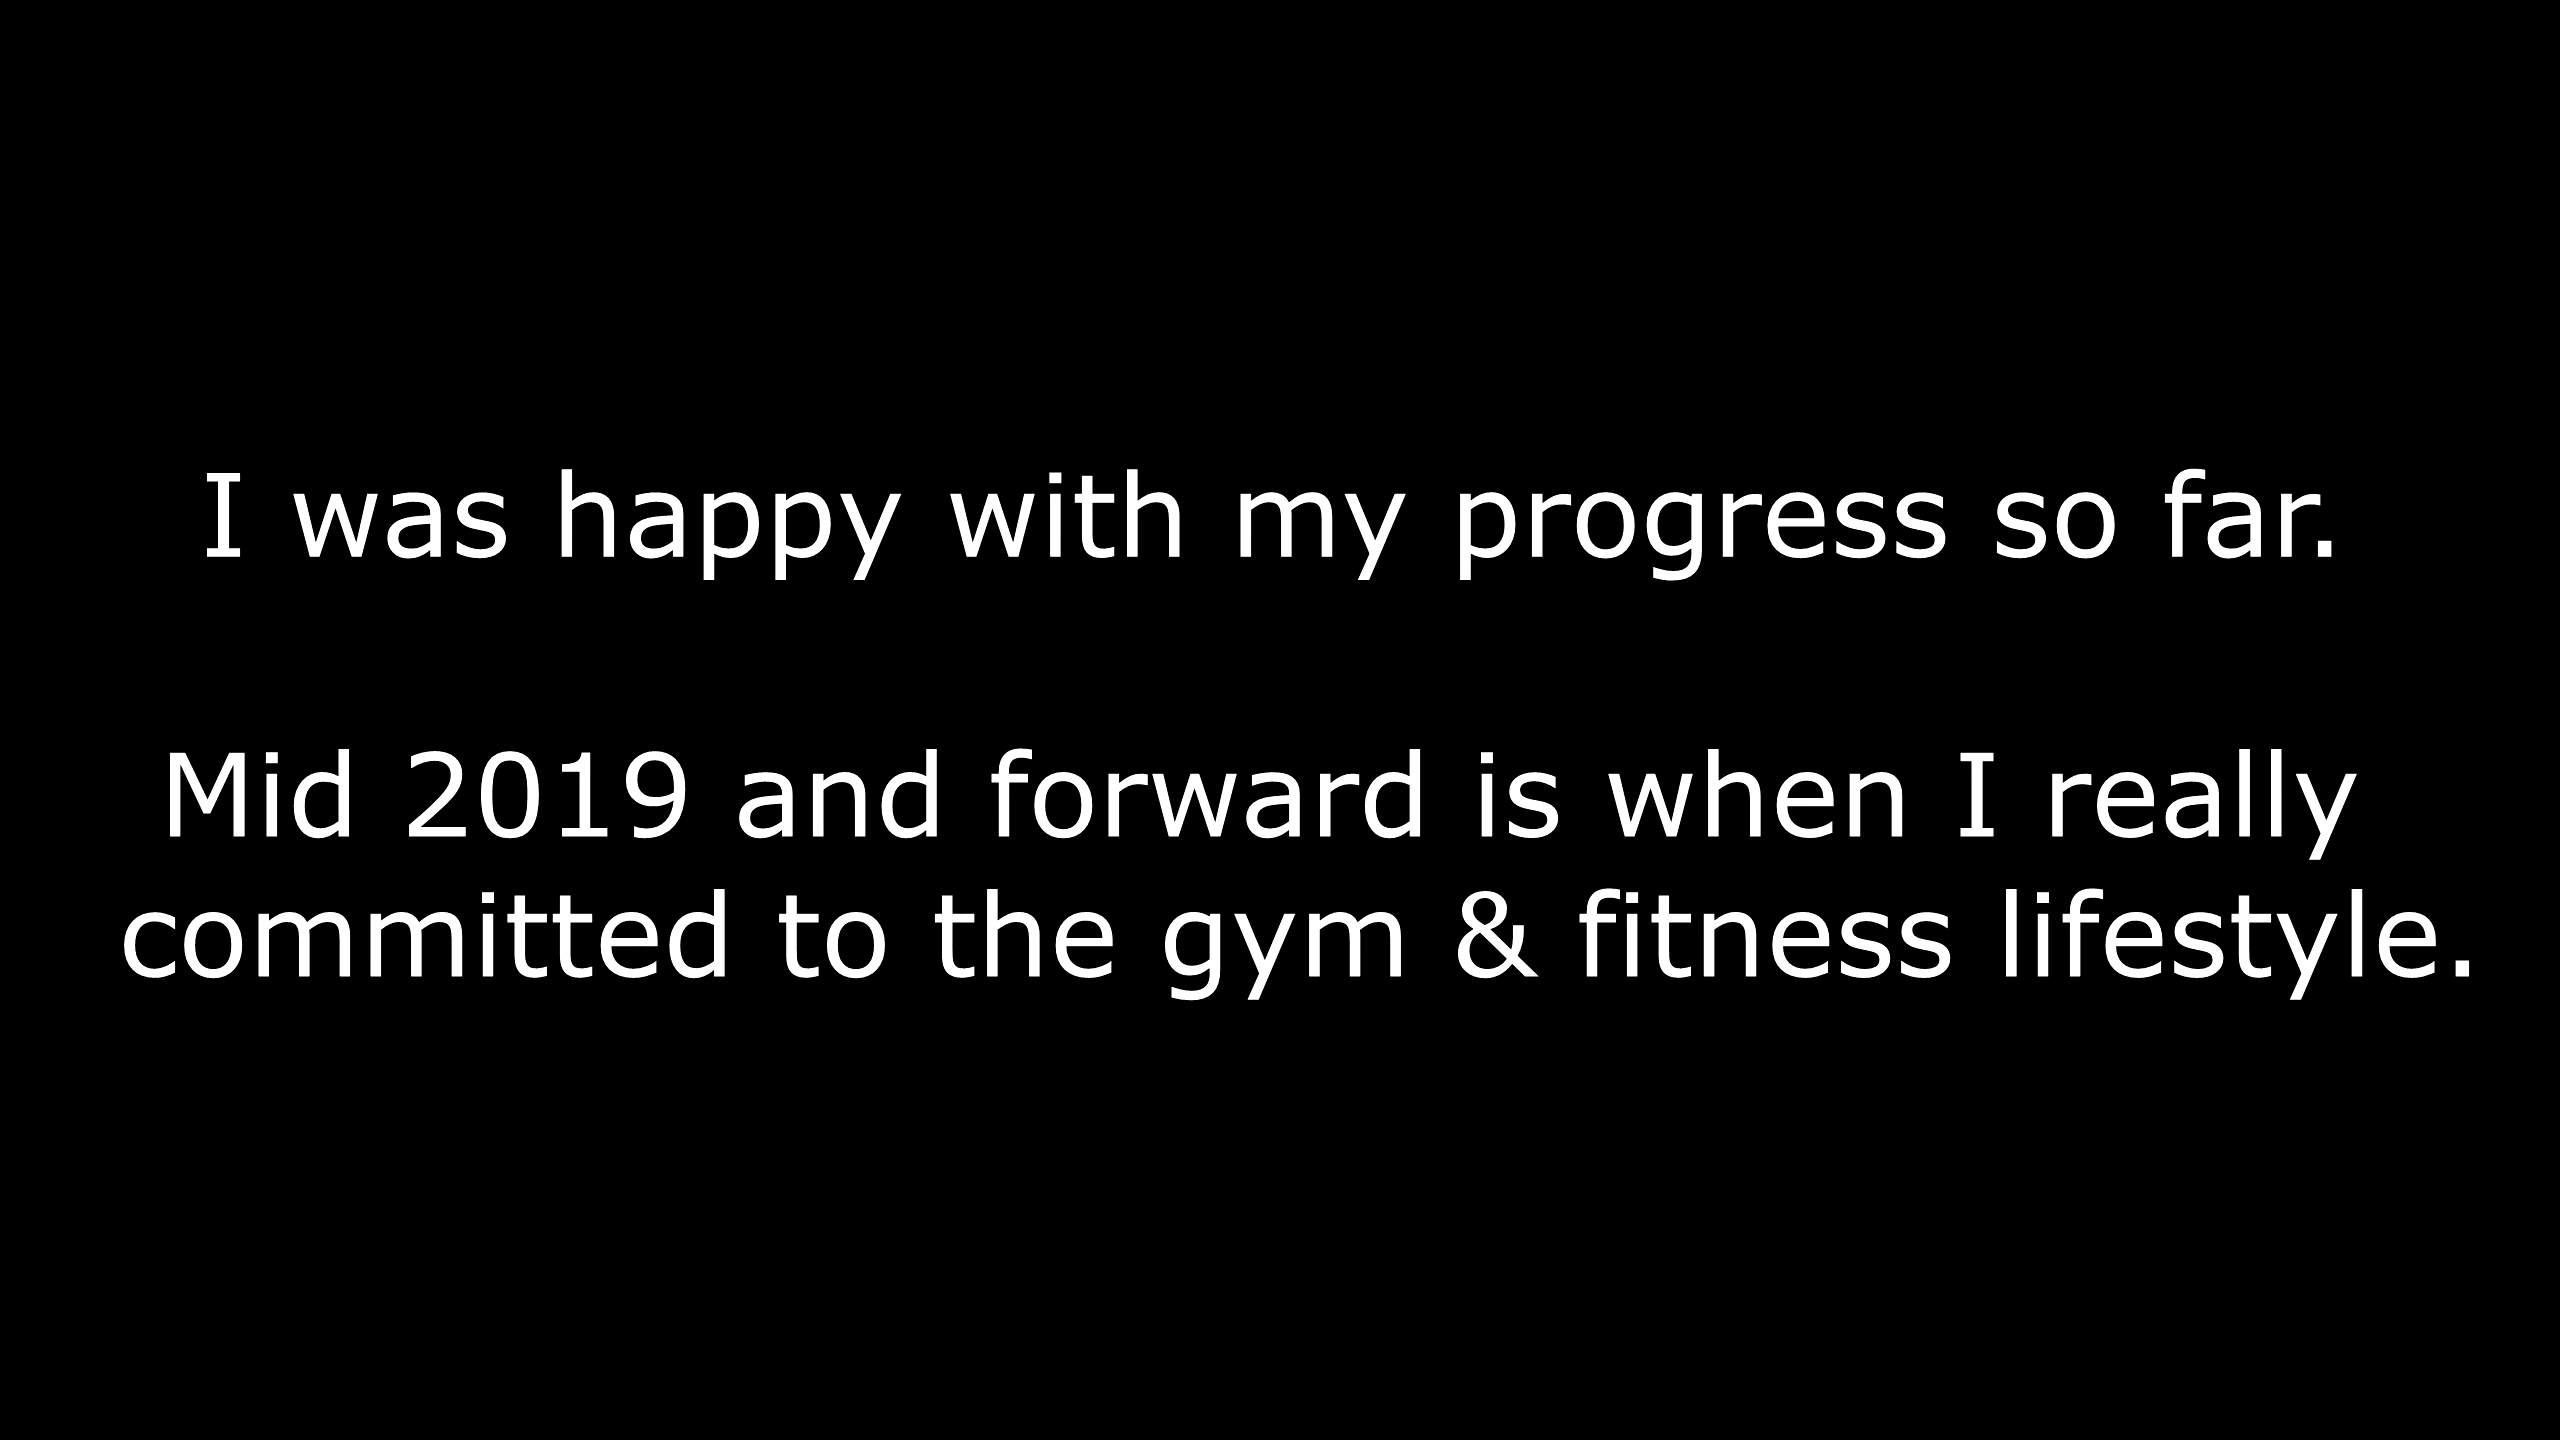 I was happy with my progress so far.
Mid 2019 and forward is when I really
committed to the gym & fitness lifestyle.